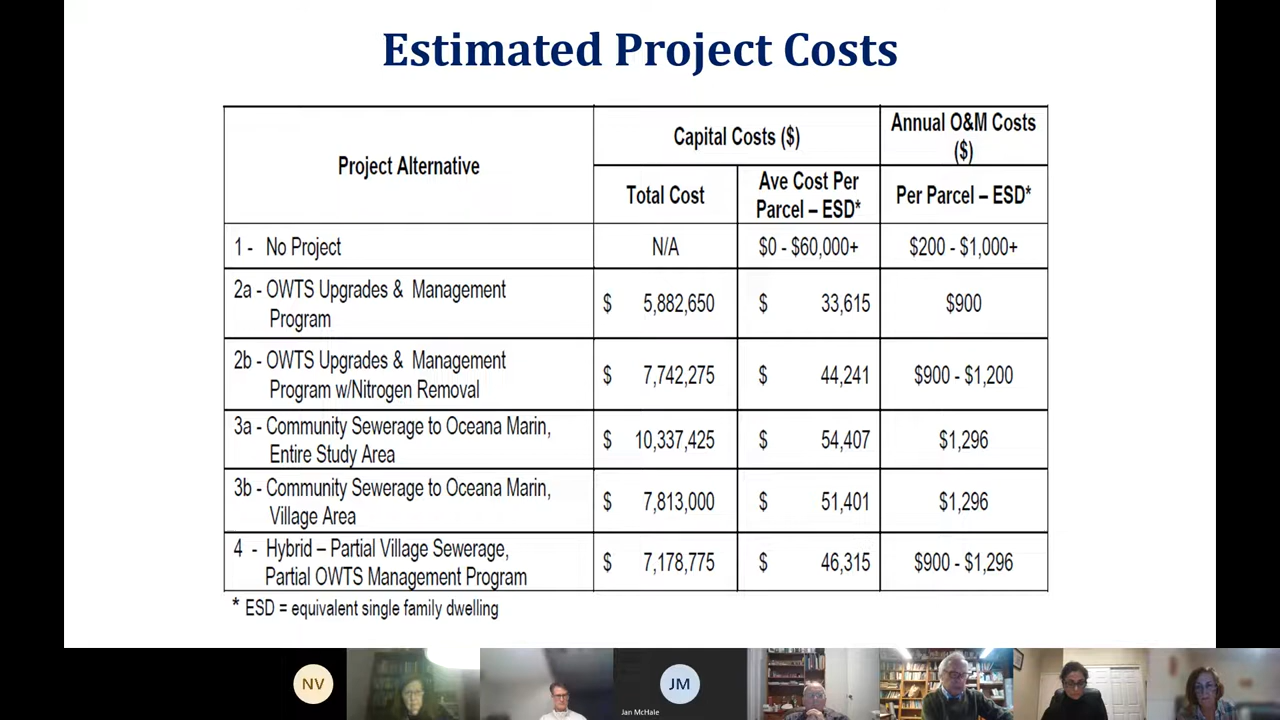 Estimated Project Costs
Project Alternative
Capital Costs ($)
Annual O&M Costs
($)
Total Cost
Ave Cost Per
Parcel – ESD*
Per Parcel – ESD*
1 - No Project N/A $0 - $60,000+ $200 - $1,000+
2a - OWTS Upgrades & Management
Program
$ 5,882,650 $ 33,615 $900
2b - OWTS Upgrades & Management
Program w/Nitrogen Removal
$ 7,742,275 $ 44,241 $900 - $1,200
3a - Community Sewerage to Oceana Marin,
Entire Study Area
$ 10,337,425 $ 54,407 $1,296
3b - Community Sewerage to Oceana Marin,
Village Area
$ 7,813,000 $ 51,401 $1,296
4 - Hybrid – Partial Village Sewerage,
Partial OWTS Management Program
$ 7,178,775 $ 46,315 $900 - $1,296
* ESD = equivalent single family dwelling
NV
JM
Jan McHale